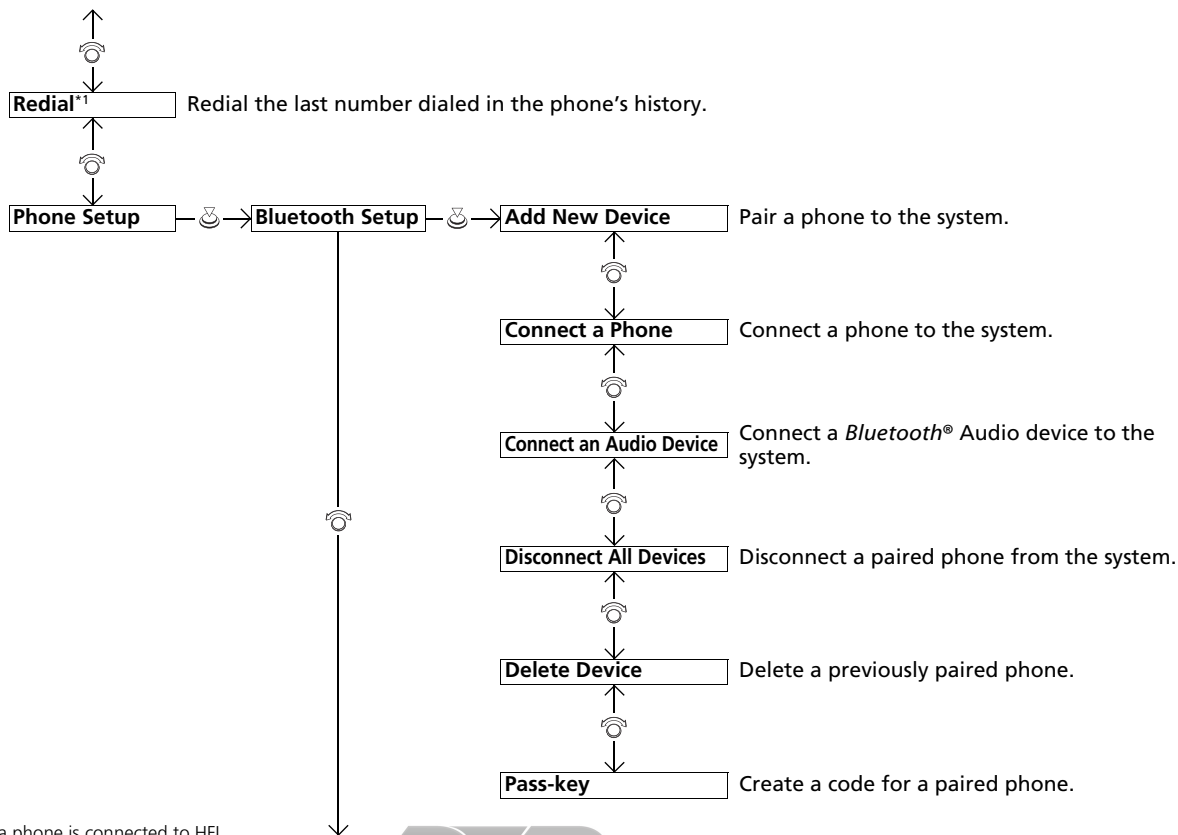 Redial*1 Redial the last number dialed in the phone's history.
Phone Setup Bluetooth Setup Add New Device Pair a phone to the system.
Connect a Phone Connect a phone to the system.
Connect an Audio Device Connect a Bluetooth® Audio device to the
system.
Disconnect All Devices Disconnect a paired phone from the system.
Delete Device Delete a previously paired phone.
Pass-key Create a code for a paired phone.
a phone is connected to HFL